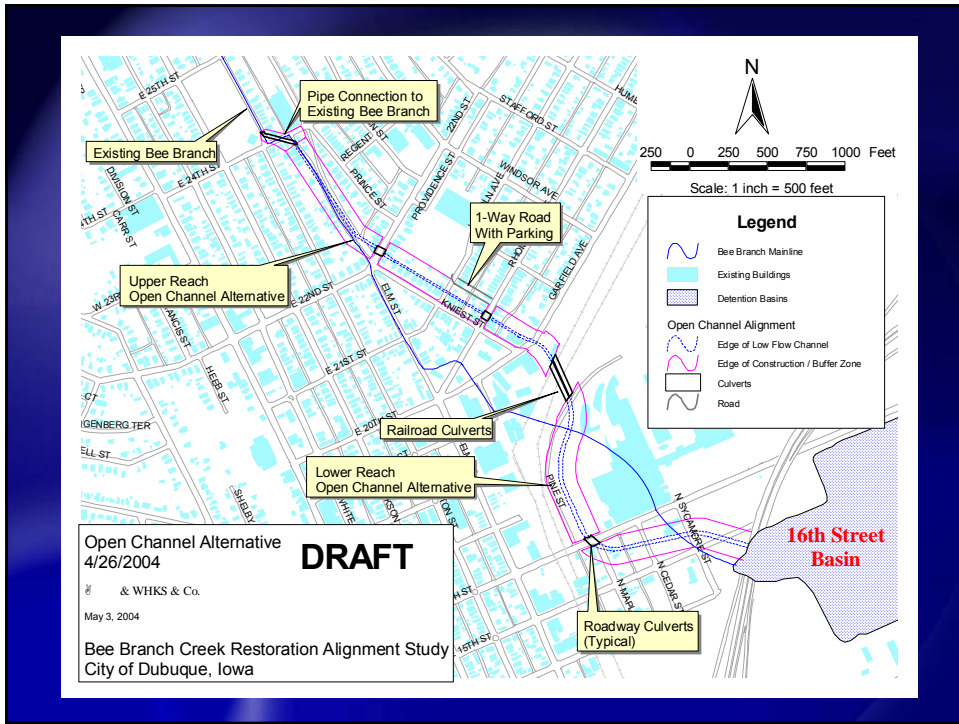 E 25TH ST
Pipe Connection to
Existing Bee Branch
Existing Bee Branch
REGENT
PRINCE ST
PROVIDENCE ST
22ND ST
STAFFORD ST
WINDSOR AVE
GARFIELD AVE
N
250 0 250 500 750 1000 Feet
Scale: 1 inch = 500 feet
DIVISION ST
CARR ST
E 24TH ST
1-Way Road
With Parking
Legend
Bee Branch Mainline
Existing Buildings
Detention Basins
Open Channel Alignment
Edge of Low Flow Channel
Edge of Construction / Buffer Zone
Culverts
Road
Upper Reach
Open Channel Alternative
E 22ND ST
ELM ST
KNIEST ST
HEEB ST
E 21ST ST
E 20TH ST
Railroad Culverts
Lower Reach
Open Channel Alternative
PINE ST
N SYCAMORE ST
N CEDAR ST
16th Street
Basin
Roadway Culverts
(Typical)
E 15TH ST
Open Channel Alternative
4/26/2004
DRAFT
& WHKS & Co.
May 3, 2004
Bee Branch Creek Restoration Alignment Study
City of Dubuque, Iowa